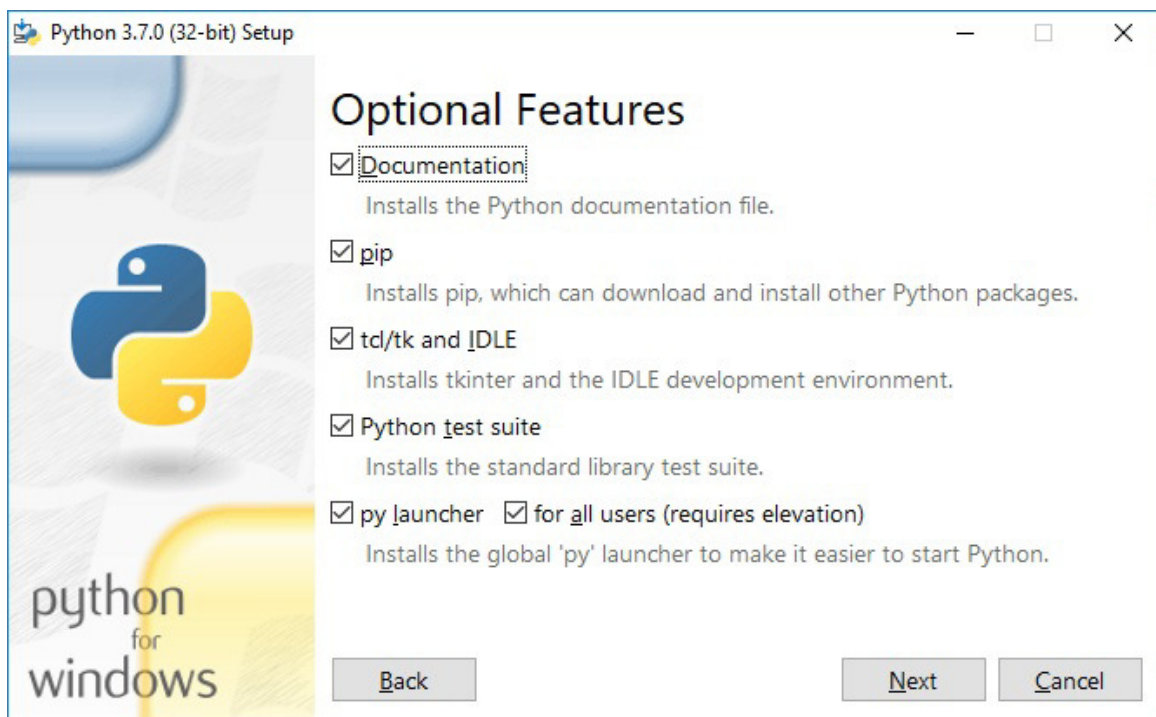 Python 3.7.0 (32-bit) Setup
Optional Features
Documentation
Installs the Python documentation file.
pip
Installs pip, which can download and install other Python packages.
tcl/tk and IDLE
Installs tkinter and the IDLE development environment.
Python test suite
Installs the standard library test suite.
py launcher for all users (requires elevation)
Installs the global 'py' launcher to make it easier to start Python.
python
for
windows
Back Next Cancel